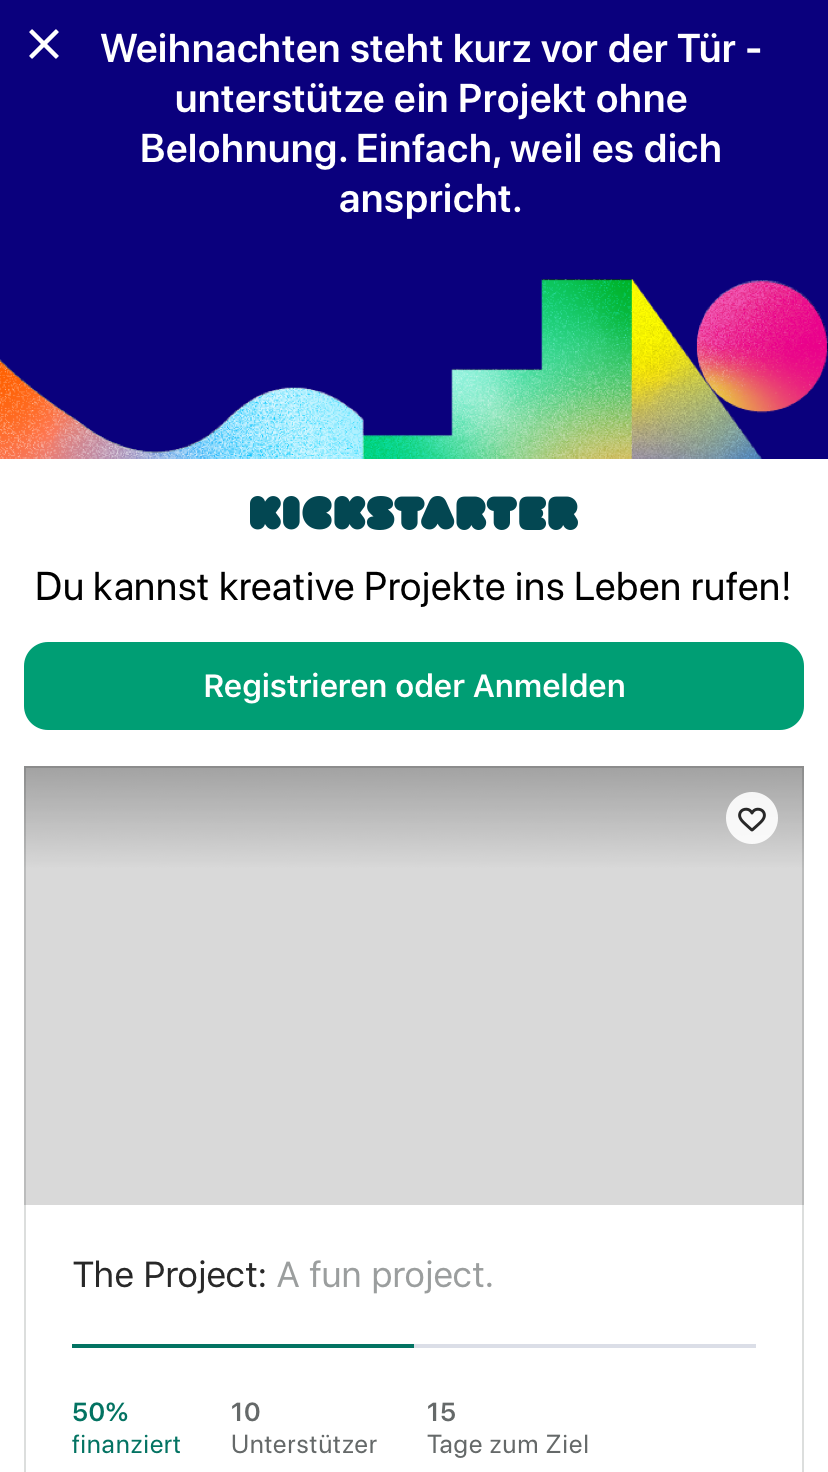 Weihnachten steht kurz vor der Tür -
unterstütze ein Projekt ohne
Belohnung. Einfach, weil es dich
anspricht.
KICKSTARTER
Du kannst kreative Projekte ins Leben rufen!
Registrieren oder Anmelden
The Project: A fun project.
50% 10 15
finanziert Unterstützer Tage zum Ziel